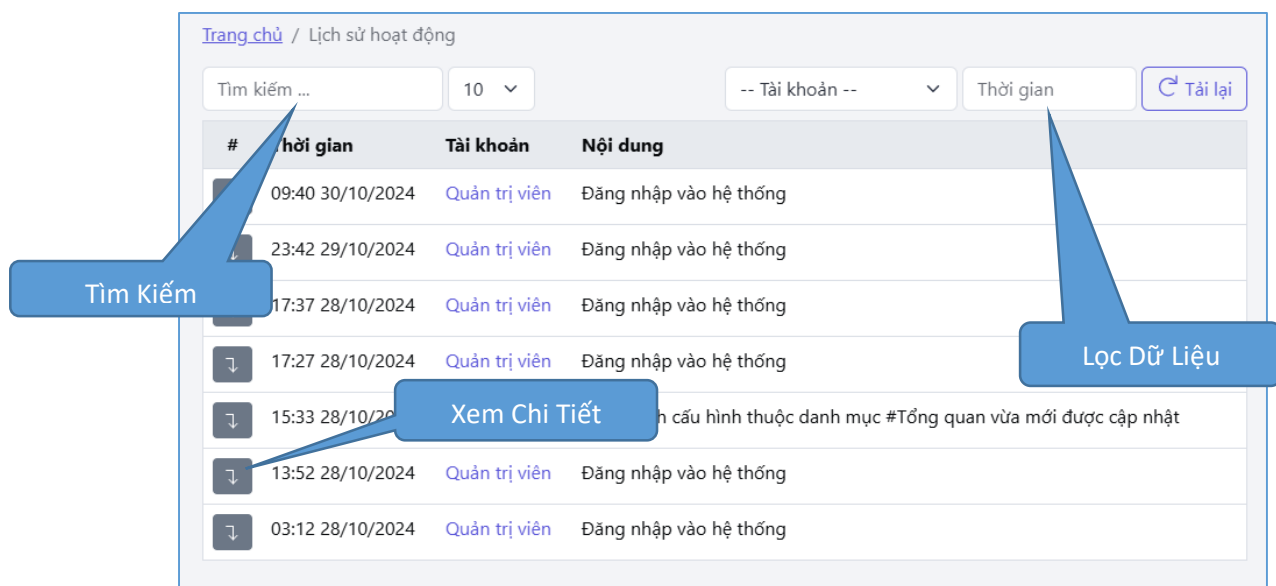 Trang chủ / Lịch sử hoạt động
Tìm kiếm ... 10 -- Tài khoản -- Thời gian Tải lại
# Thời gian Tài khoản Nội dung
09:40 30/10/2024 Quản trị viên Đăng nhập vào hệ thống
23:42 29/10/2024 Quản trị viên Đăng nhập vào hệ thống
Tìm Kiếm
17:37 28/10/2024 Quản trị viên Đăng nhập vào hệ thống
Lọc Dữ Liệu
17:27 28/10/2024 Quản trị viên Đăng nhập vào hệ thống
Xem Chi Tiết
15:33 28/10/20 cấu hình thuộc danh mục #Tổng quan vừa mới được cập nhật
13:52 28/10/2024 Quản trị viên Đăng nhập vào hệ thống
03:12 28/10/2024 Quản trị viên Đăng nhập vào hệ thống